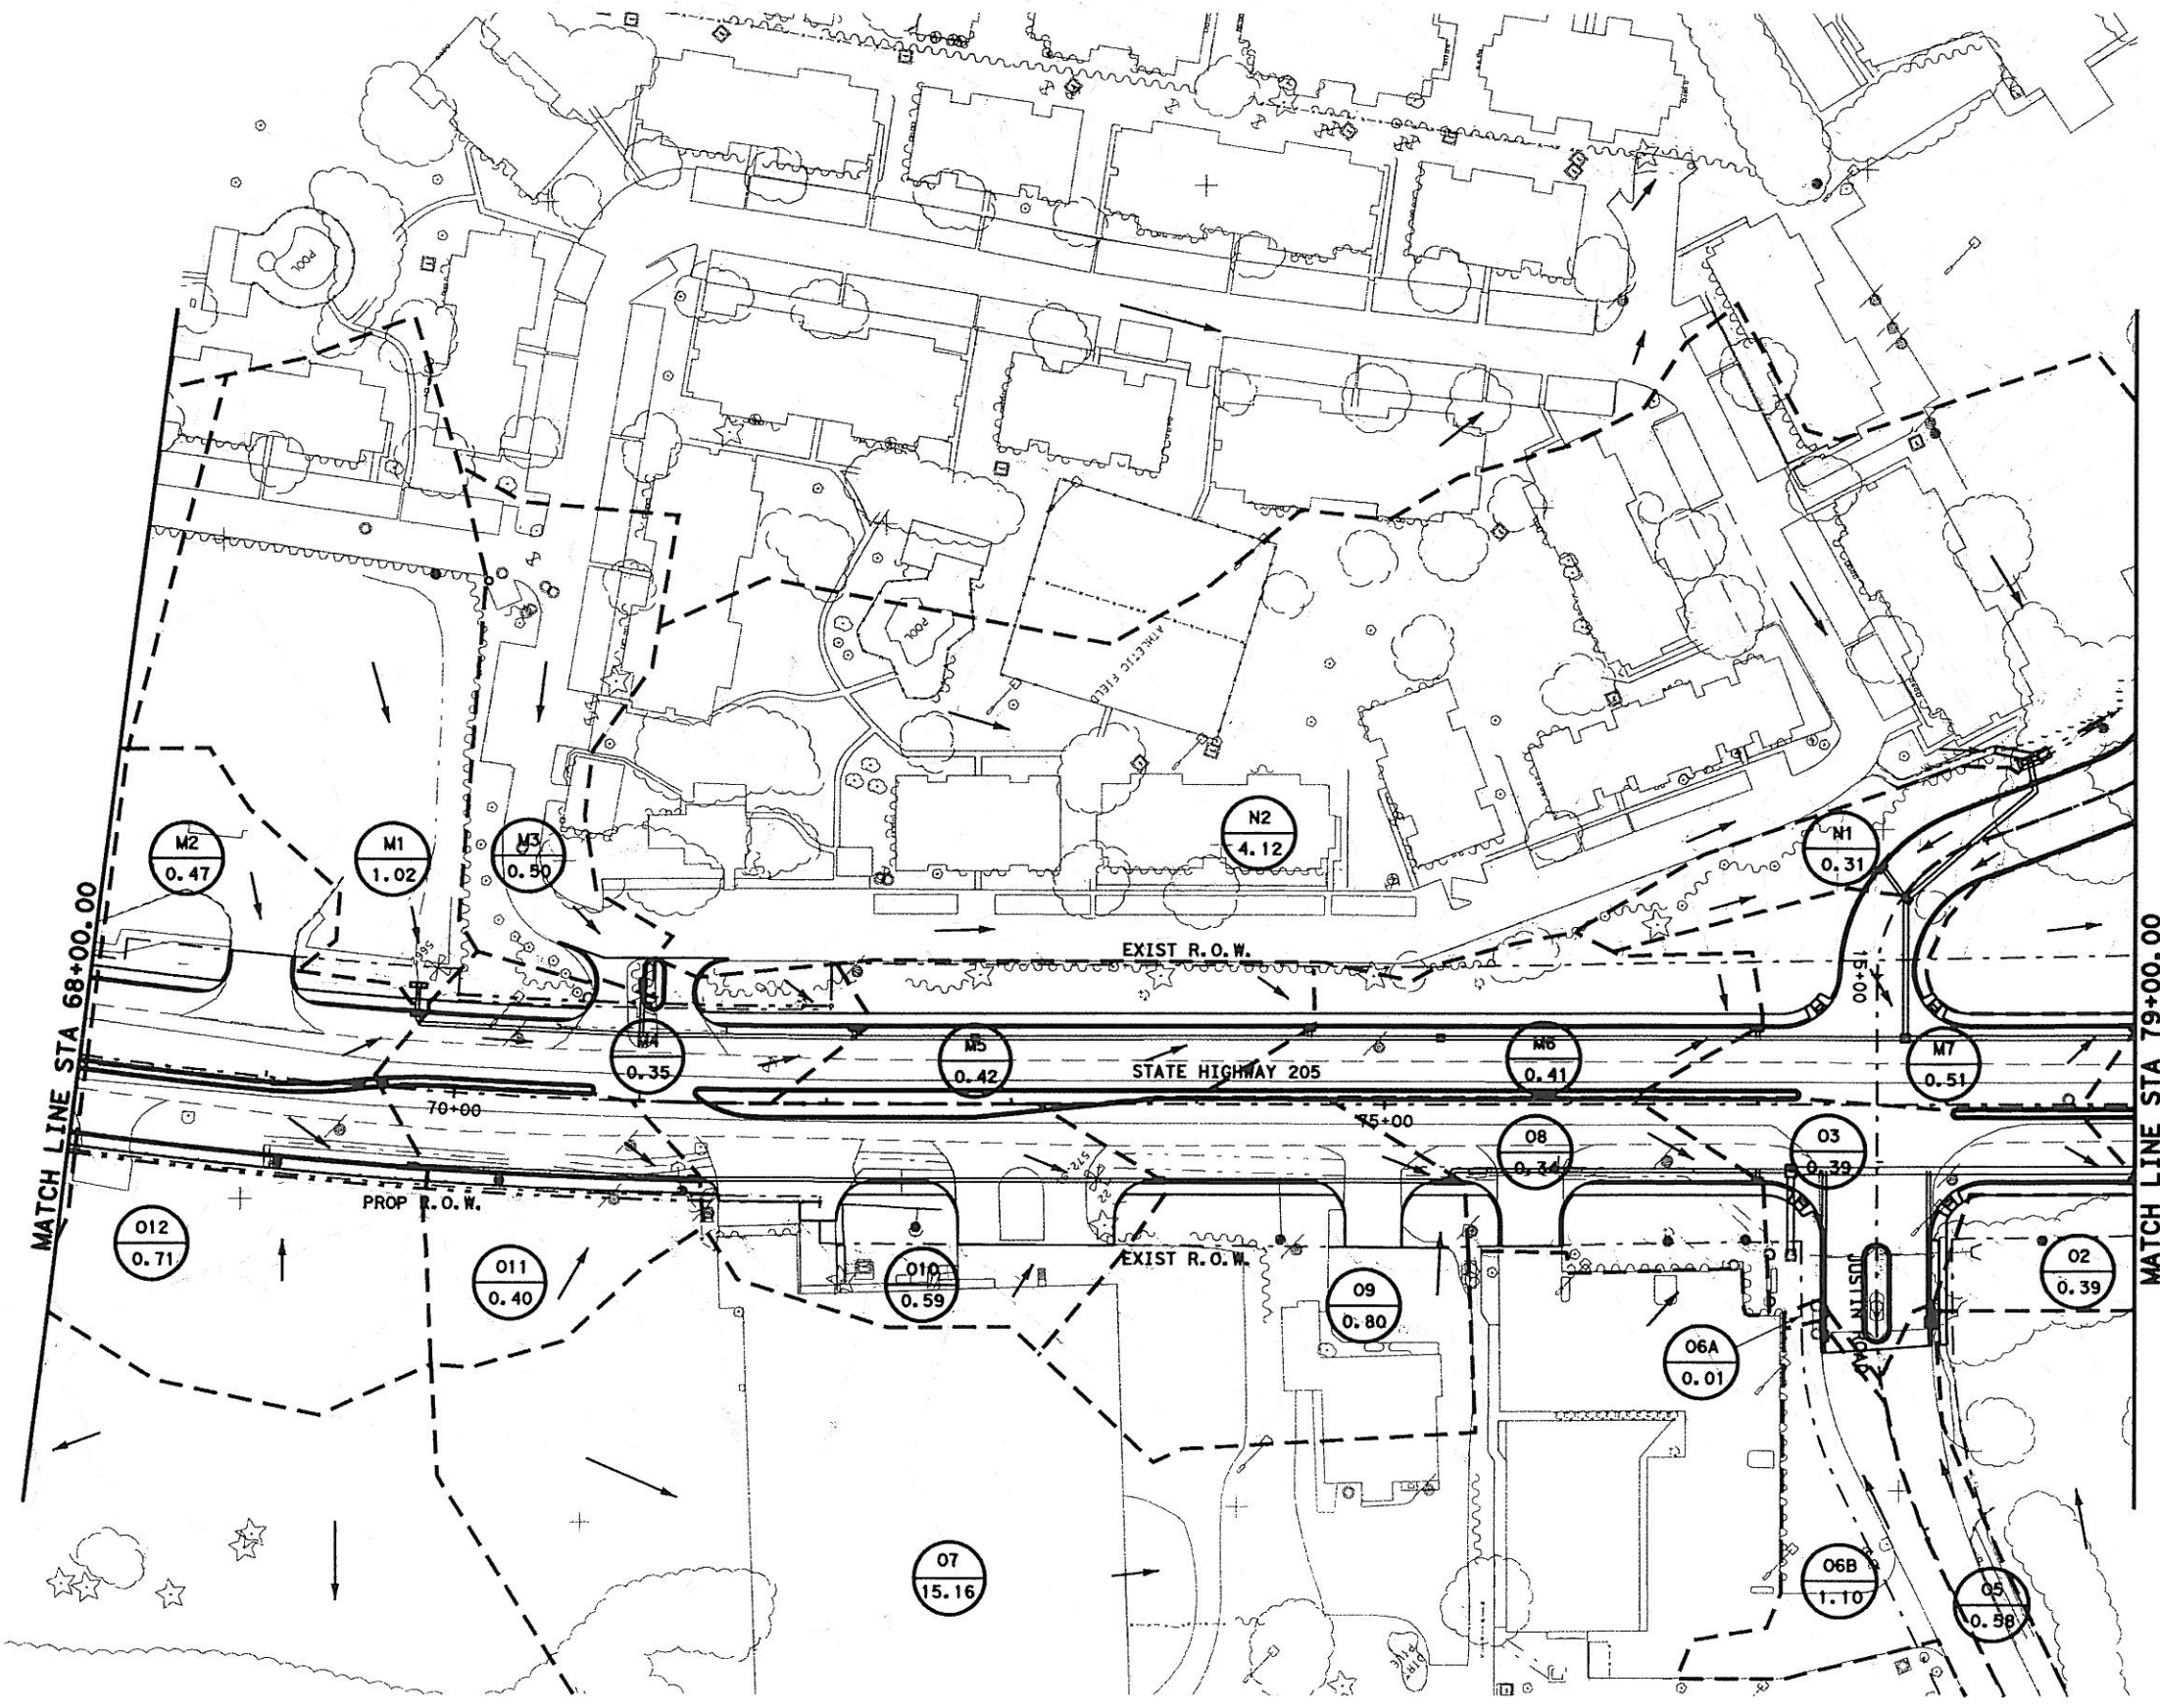 POOL
POOL
ATHLETIC FIELD
N2
4.12
M2
0.47
M1
1.02
M3
0.50
N1
0.31
MATCH LINE STA 68+00.00
EXIST R.O.W.
15+00
MATCH LINE STA 79+00.00
M4
0.35
M5
0.42
STATE HIGHWAY 205
M6
0.41
M7
0.51
70+00
75+00
O8
0.34
O3
0.39
PROP R.O.W.
O12
0.71
O11
0.40
O10
0.59
EXIST R.O.W.
O9
0.80
JUSTIN ROAD
O2
0.39
O6A
0.01
O7
15.16
O6B
1.10
O5
0.58